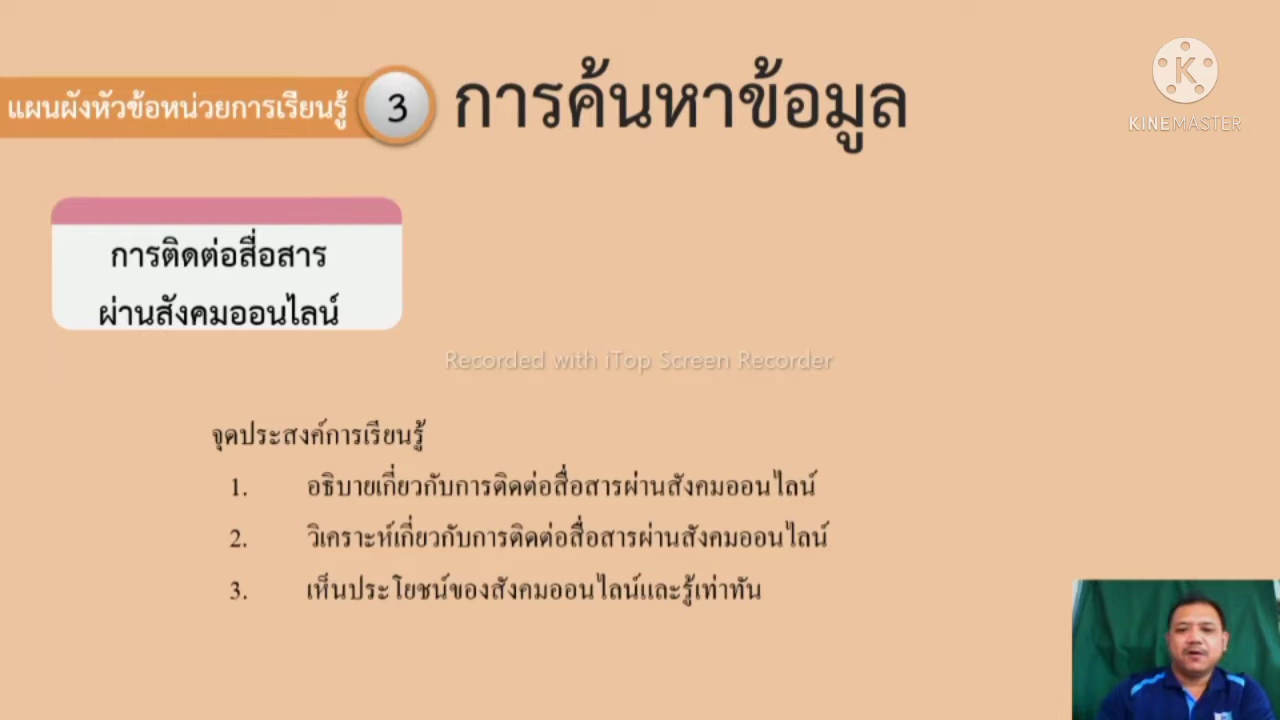 แผนผังหัวข้อหน่วยการเรียนรู้ 3 การค้นหาข้อมูล
KINEMASTER
การติดต่อสื่อสาร
ผ่านสังคมออนไลน์
Recorded with iTop Screen Recorder
จุดประสงค์การเรียนรู้
1. อธิบายเกี่ยวกับการติดต่อสื่อสารผ่านสังคมออนไลน์
2. วิเคราะห์เกี่ยวกับการติดต่อสื่อสารผ่านสังคมออนไลน์
3. เห็นประโยชน์ของสังคมออนไลน์และรู้เท่าทัน